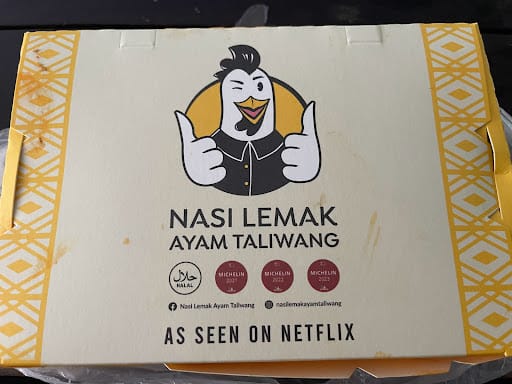 NASI LEMAK
AYAM TALIWANG
حلال
HALAL
MICHELIN
2021
MICHELIN
2022
MICHELIN
2023
Nasi Lemak Ayam Taliwang
nasilemakayamtaliwang
AS SEEN ON NETFLIX